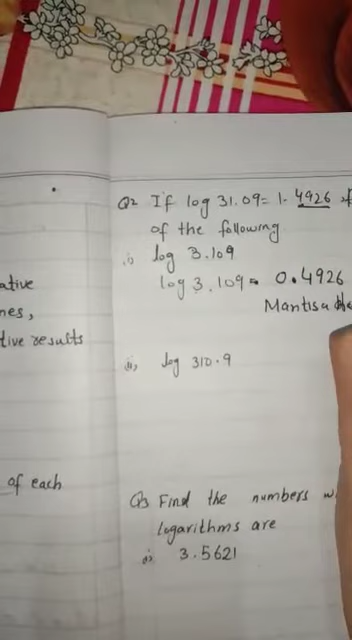 Q2 If log 31.09 = 1.4926
of the following
i) log 3.109
log 3.109 = 0.4926
Mantisa
ative
nes,
tive results
ii) log 310.9
of each
Q3 Find the numbers
logarithms are
i) 3.5621